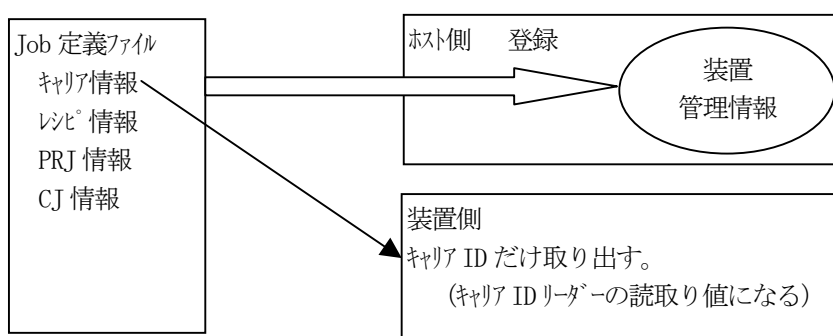 Job 定義ﾌｧｲﾙ
ｷｬﾘｱ情報
ﾚｼﾋﾟ情報
PRJ 情報
CJ 情報
ﾎｽﾄ側 登録
装置
管理情報
装置側
ｷｬﾘｱ ID だけ取り出す。
(ｷｬﾘｱ ID ﾘｰﾀﾞｰの読取り値になる)